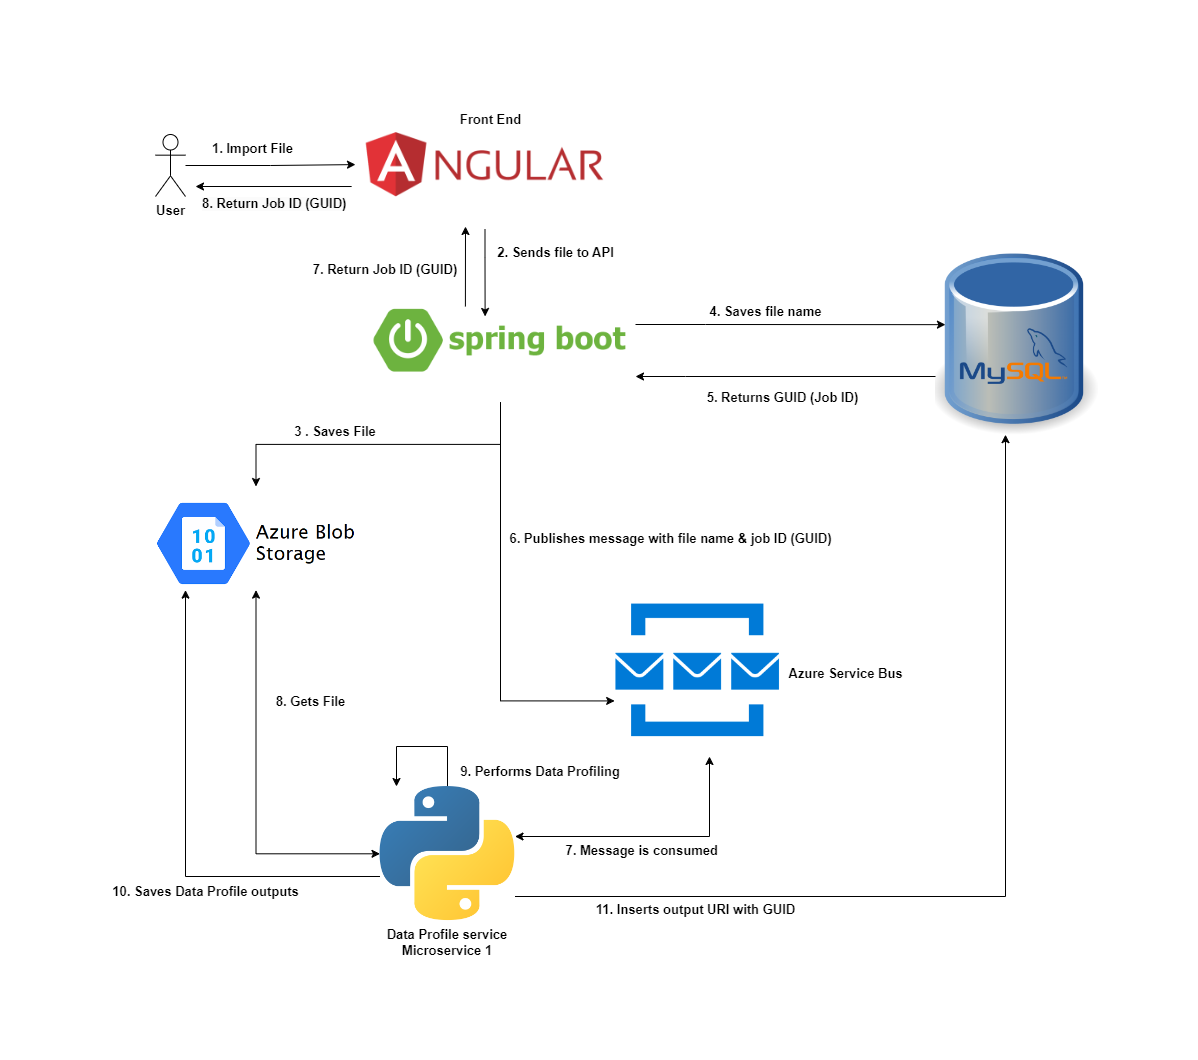 Front End
1. Import File
ANGULAR
8. Return Job ID (GUID)
User
2. Sends file to API
7. Return Job ID (GUID)
4. Saves file name
spring boot
MySQL
5. Returns GUID (Job ID)
3 . Saves File
10
01
Azure Blob
Storage
6. Publishes message with file name & job ID (GUID)
Azure Service Bus
8. Gets File
9. Performs Data Profiling
7. Message is consumed
10. Saves Data Profile outputs
11. Inserts output URI with GUID
Data Profile service
Microservice 1